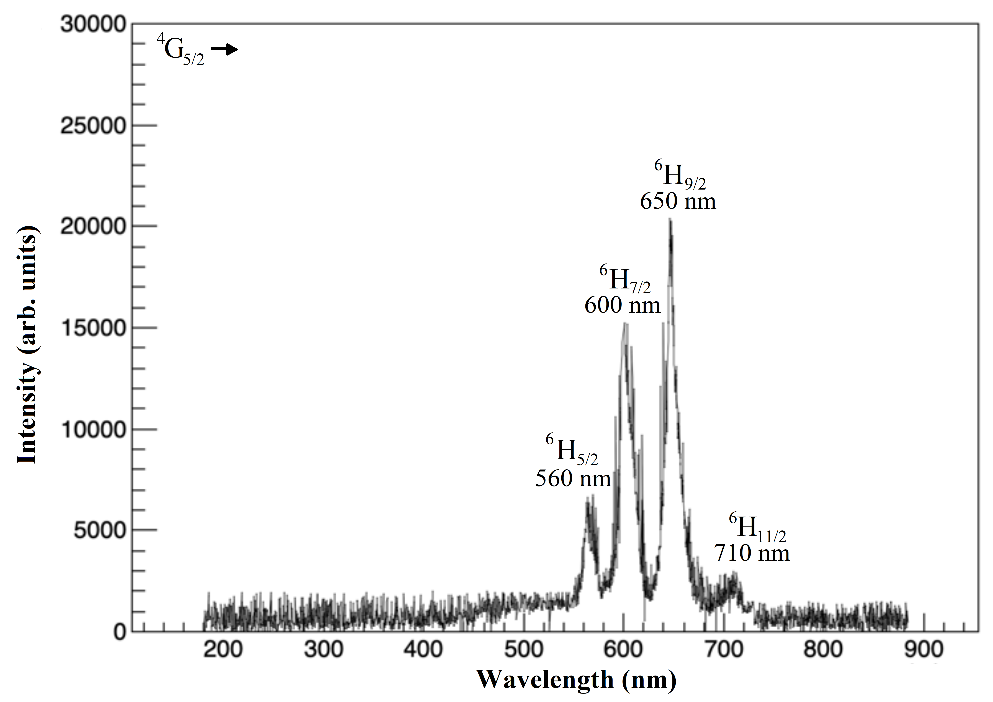 30000
⁴G₅/₂ →
25000
⁶H₉/₂
650 nm
20000
⁶H₇/₂
600 nm
15000
10000
⁶H₅/₂
560 nm
⁶H₁₁/₂
710 nm
5000
0
200 300 400 500 600 700 800 900
Wavelength (nm)
Intensity (arb. units)